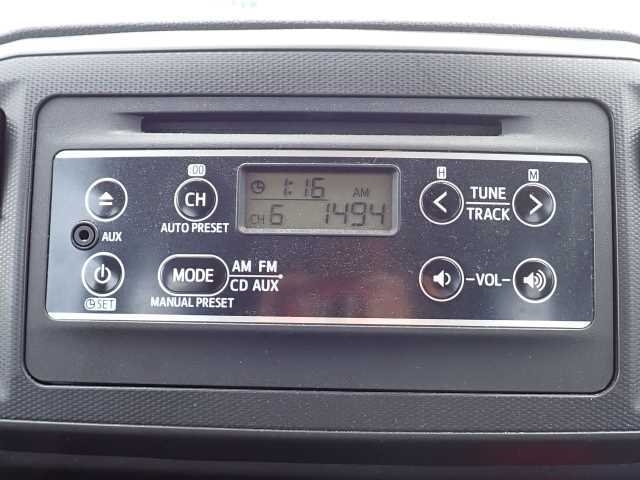 :00
H
M
CH
1:16 AM
CH 6 1494
TUNE
TRACK
AUX
AUTO PRESET
MODE
AM FM
CD AUX
VOL
SET
MANUAL PRESET